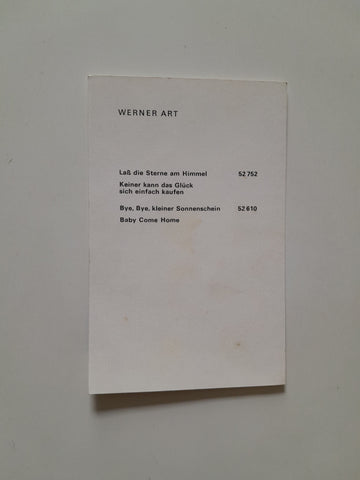 WERNER ART
Laß die Sterne am Himmel 52 752
Keiner kann das Glück
sich einfach kaufen
Bye, Bye, kleiner Sonnenschein 52 610
Baby Come Home